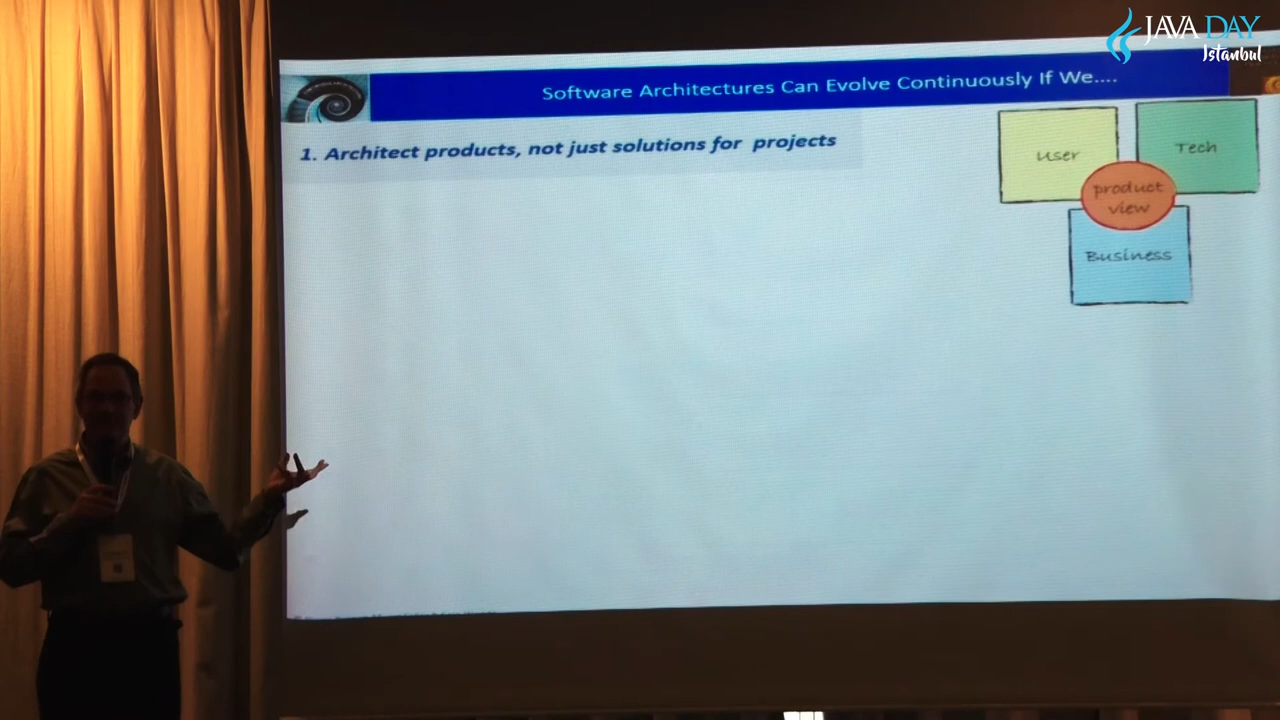 JAVA DAY
Istanbul
Software Architectures Can Evolve Continuously If We....
1. Architect products, not just solutions for projects
User
Tech
product
view
Business